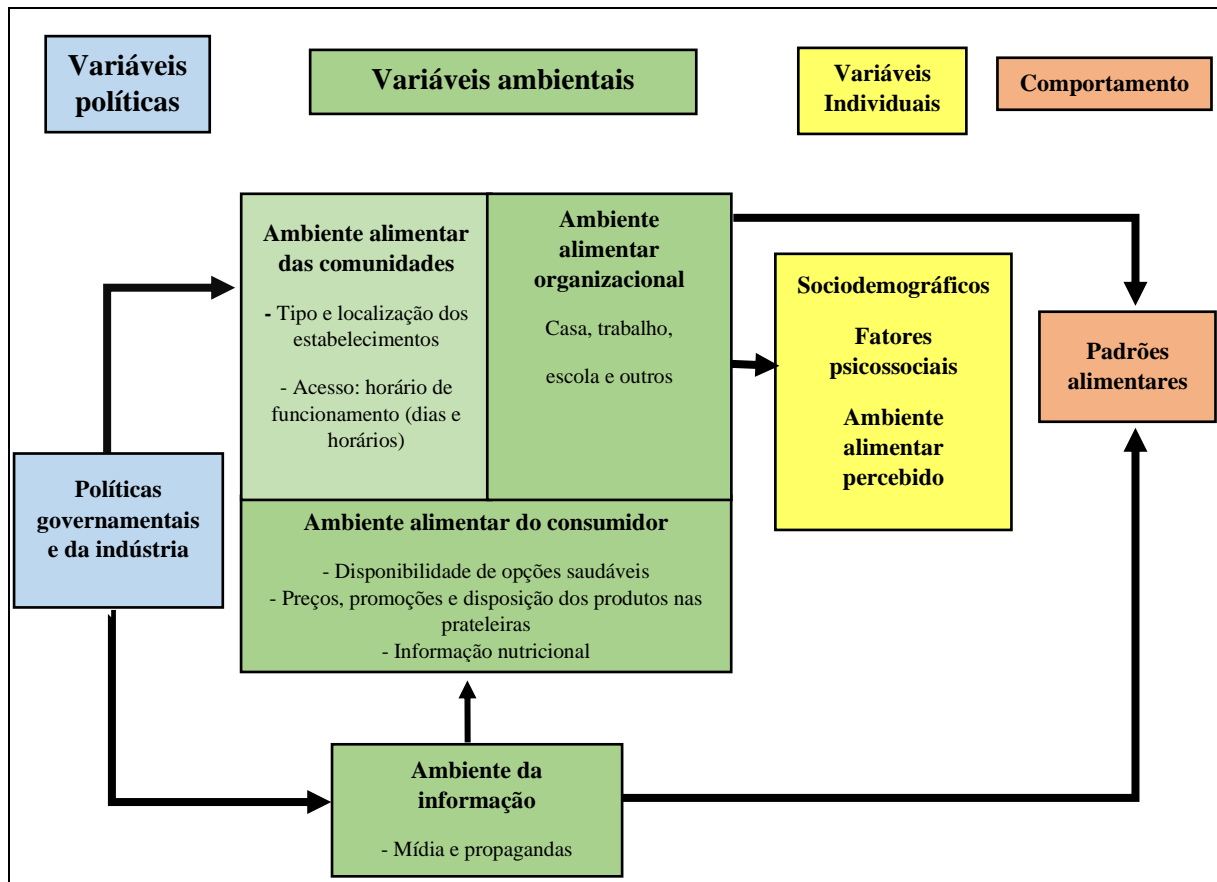 Variáveis
políticas
Variáveis ambientais
Variáveis
Individuais
Comportamento
Ambiente alimentar
das comunidades
- Tipo e localização dos
estabelecimentos
- Acesso: horário de
funcionamento (dias e
horários)
Ambiente
alimentar
organizacional
Casa, trabalho,
escola e outros
Sociodemográficos
Fatores
psicossociais
Ambiente
alimentar
percebido
Padrões
alimentares
Políticas
governamentais
e da indústria
Ambiente alimentar do consumidor
- Disponibilidade de opções saudáveis
- Preços, promoções e disposição dos produtos nas
prateleiras
- Informação nutricional
Ambiente da
informação
- Mídia e propagandas